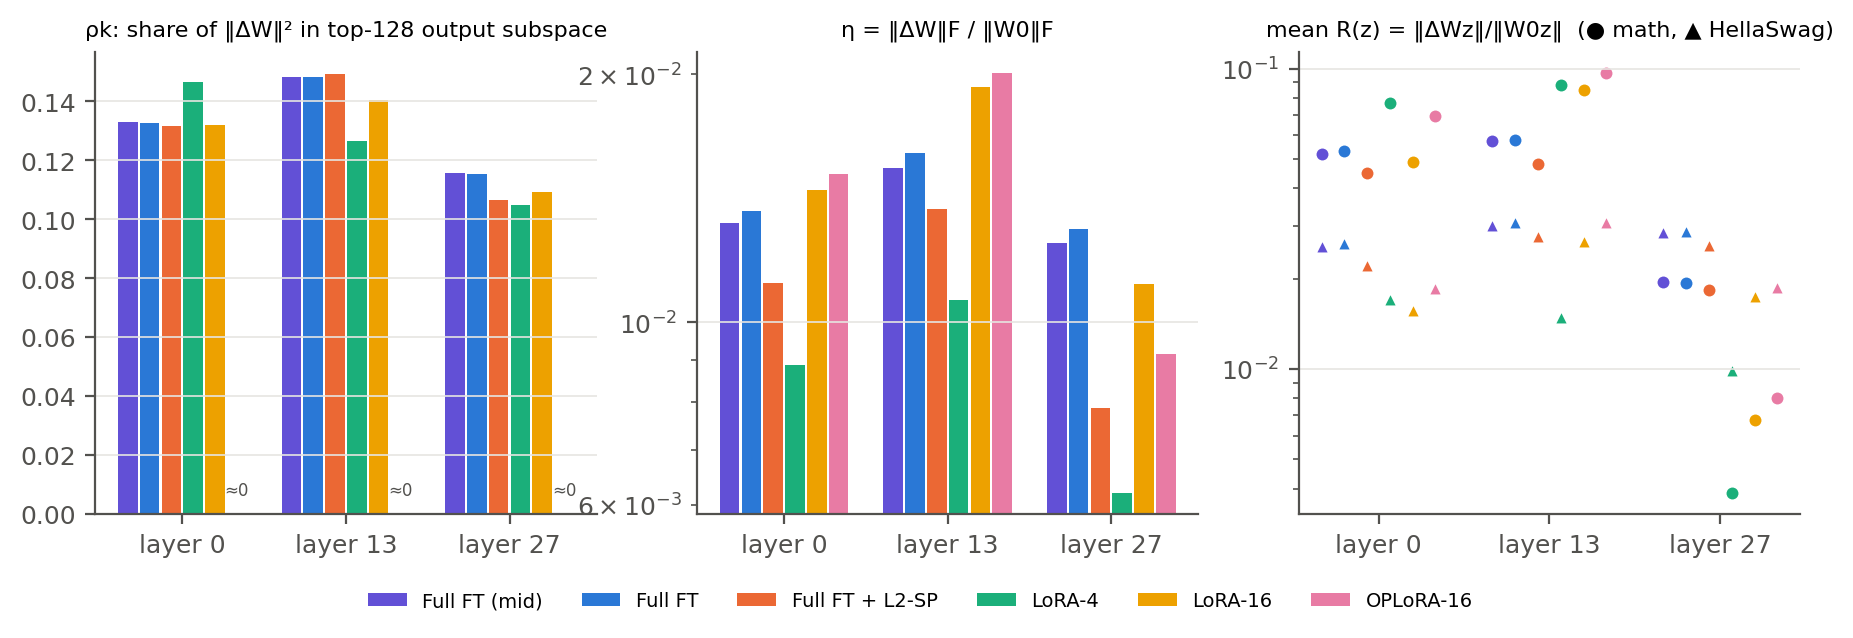 ρk: share of ‖ΔW‖² in top-128 output subspace
0.14
0.12
0.10
0.08
0.06
0.04
0.02
0.00
≈0
≈0
≈0
layer 0
layer 13
layer 27
η = ‖ΔW‖F / ‖W0‖F
2 × 10⁻²
10⁻²
6 × 10⁻³
layer 0
layer 13
layer 27
mean R(z) = ‖ΔWz‖/‖W0z‖ (● math, ▲ HellaSwag)
10⁻¹
10⁻²
layer 0
layer 13
layer 27
Full FT (mid)
Full FT
Full FT + L2-SP
LoRA-4
LoRA-16
OPLoRA-16